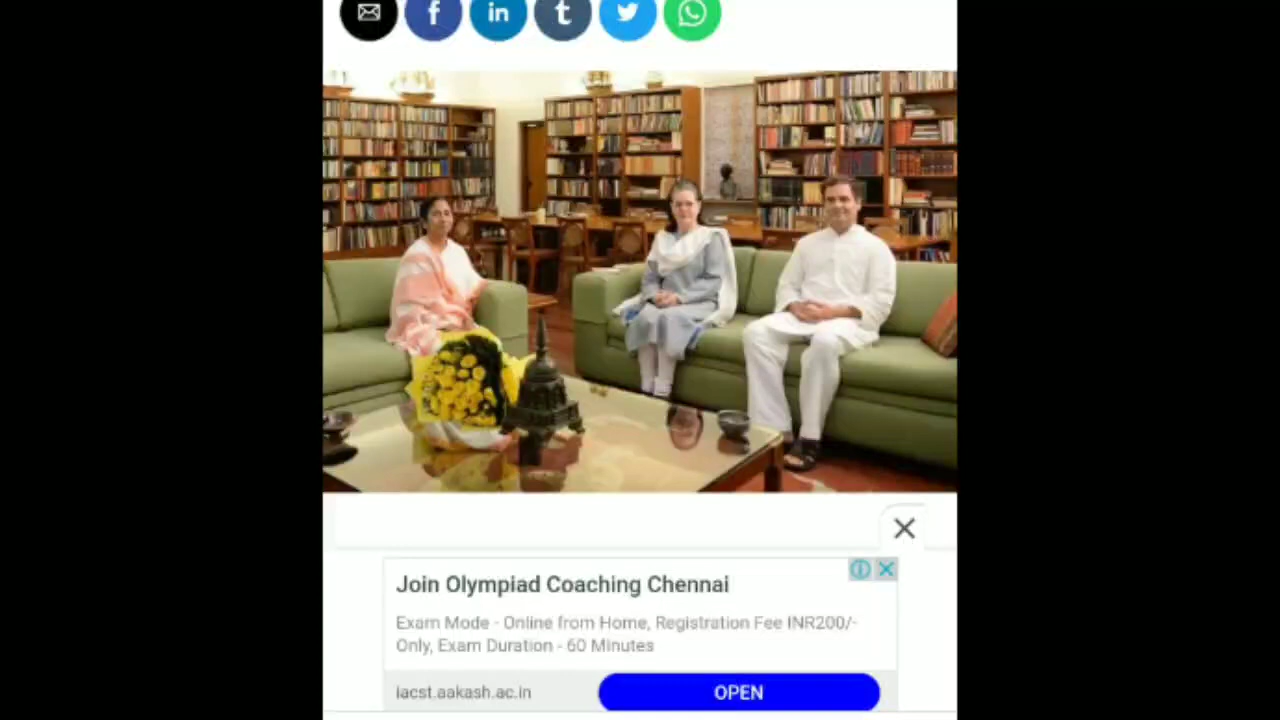 f
in
t
Join Olympiad Coaching Chennai
Exam Mode - Online from Home, Registration Fee INR200/-
Only, Exam Duration - 60 Minutes
iacst.aakash.ac.in
OPEN